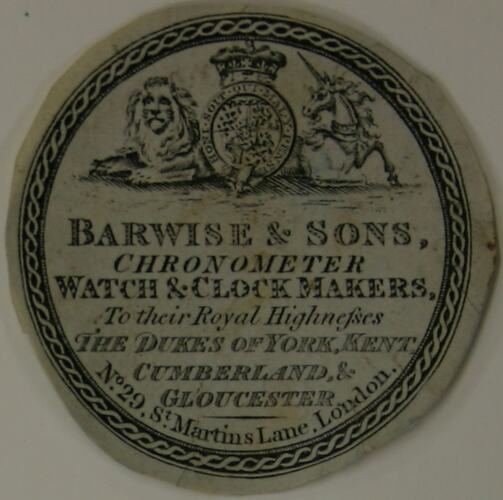 HONI·SOIT·QUI·MAL·Y·PENSE
BARWISE & SONS,
CHRONOMETER
WATCH & CLOCK MAKERS,
To their Royal Highneſses
THE DUKES OF YORK, KENT
CUMBERLAND, &
GLOUCESTER
No. 29, St. Martins Lane, London.